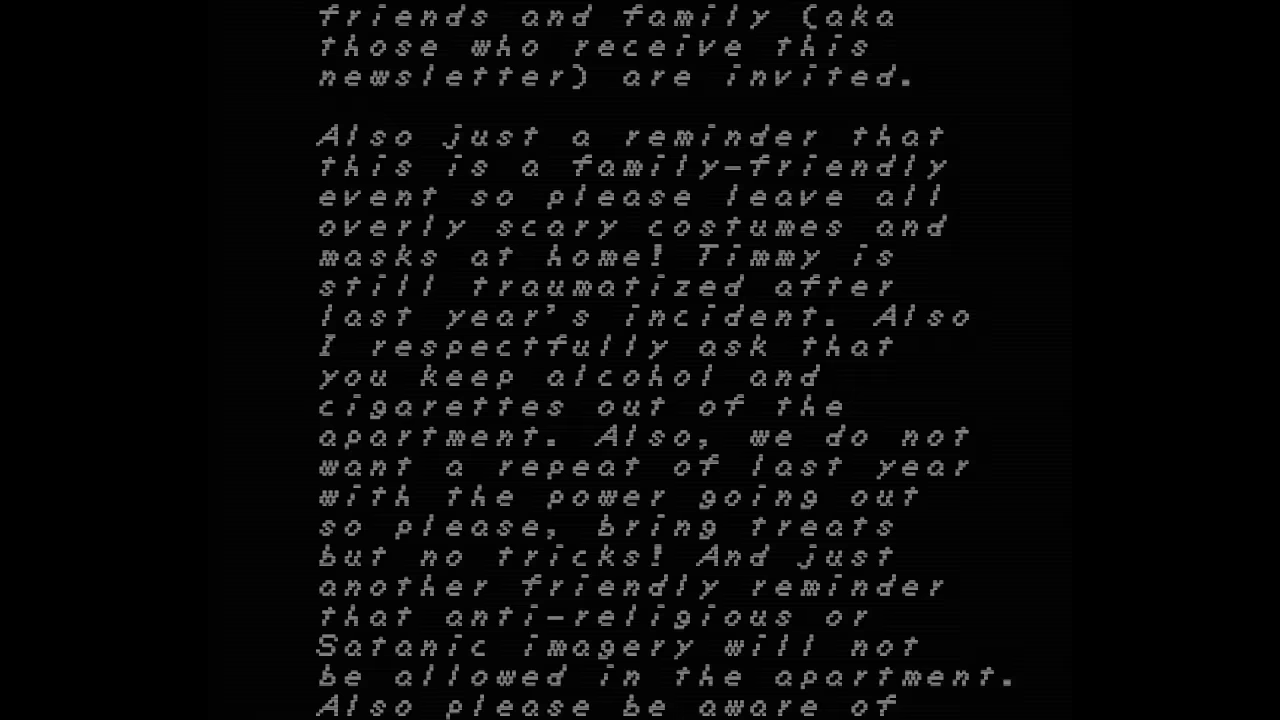 friends and family (aka
those who receive this
newsletter) are invited.
Also just a reminder that
this is a family-friendly
event so please leave all
overly scary costumes and
masks at home! Timmy is
still traumatized after
last year's incident. Also
I respectfully ask that
you keep alcohol and
cigarettes out of the
apartment. Also, we do not
want a repeat of last year
with the power going out
so please, bring treats
but no tricks! And just
another friendly reminder
that anti-religious or
Satanic imagery will not
be allowed in the apartment.
Also please be aware of